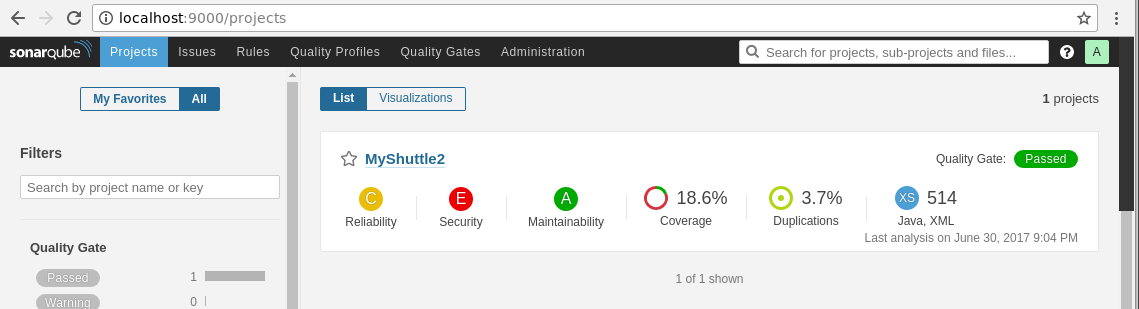 localhost:9000/projects
sonarqube Projects Issues Rules Quality Profiles Quality Gates Administration Search for projects, sub-projects and files... ? A
My Favorites All
List Visualizations
1 projects
Filters
Search by project name or key
Quality Gate
Passed 1
Warning 0
MyShuttle2
Quality Gate: Passed
C E A 18.6% 3.7% XS 514
Reliability Security Maintainability Coverage Duplications Java, XML
Last analysis on June 30, 2017 9:04 PM
1 of 1 shown